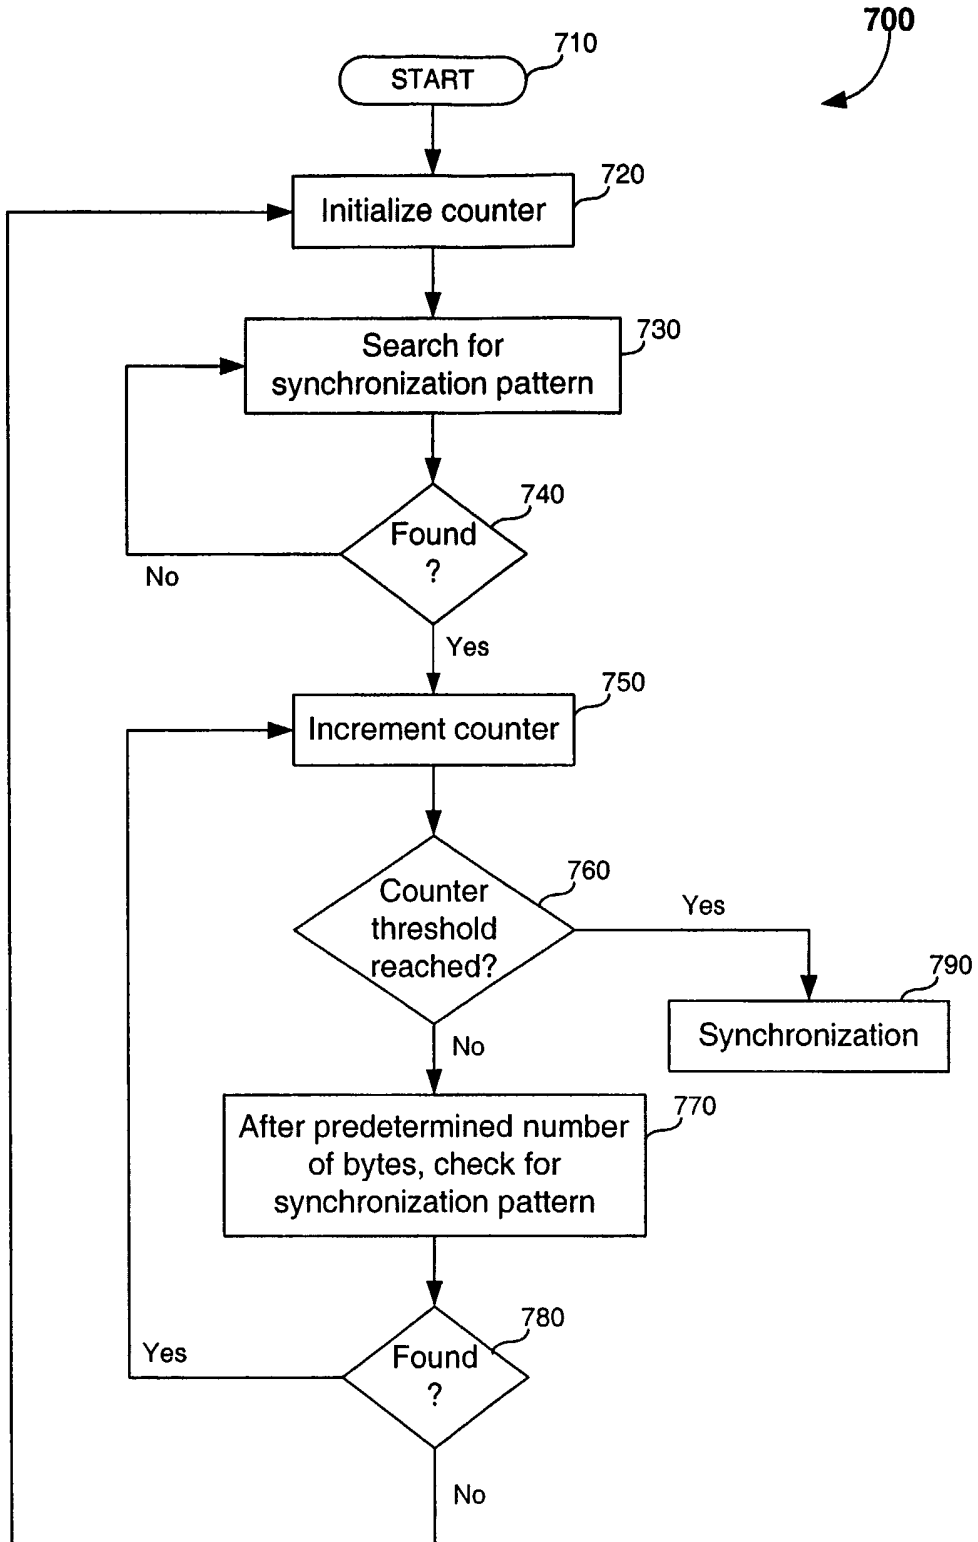 700
710
START
720
Initialize counter
730
Search for
synchronization pattern
740
Found
?
No
Yes
750
Increment counter
760
Counter
threshold
reached?
Yes
790
Synchronization
No
770
After predetermined number
of bytes, check for
synchronization pattern
780
Found
?
Yes
No